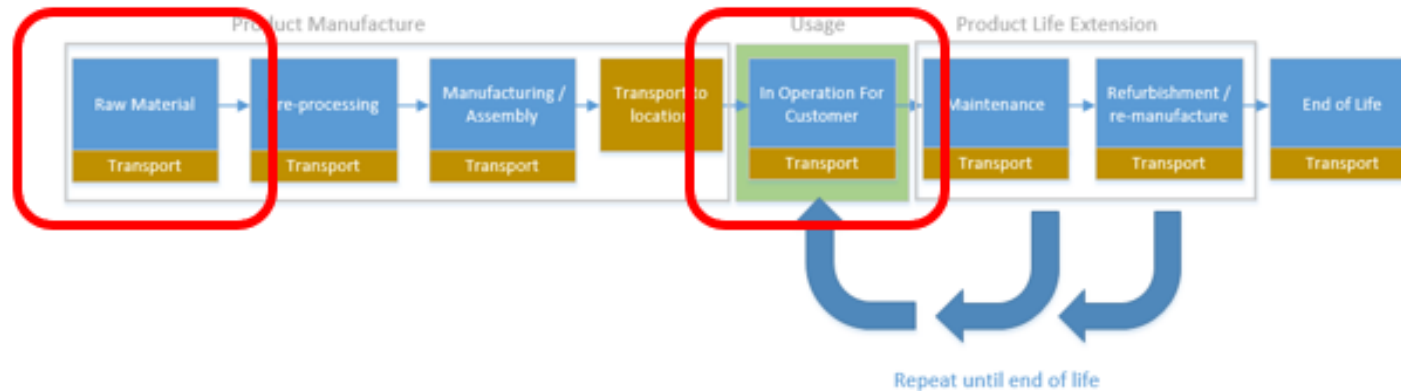 Product Manufacture
Usage
Product Life Extension
Raw Material
Transport
re-processing
Transport
Manufacturing /
Assembly
Transport
Transport to
location
In Operation For
Customer
Transport
Maintenance
Transport
Refurbishment /
re-manufacture
Transport
End of Life
Transport
Repeat until end of life